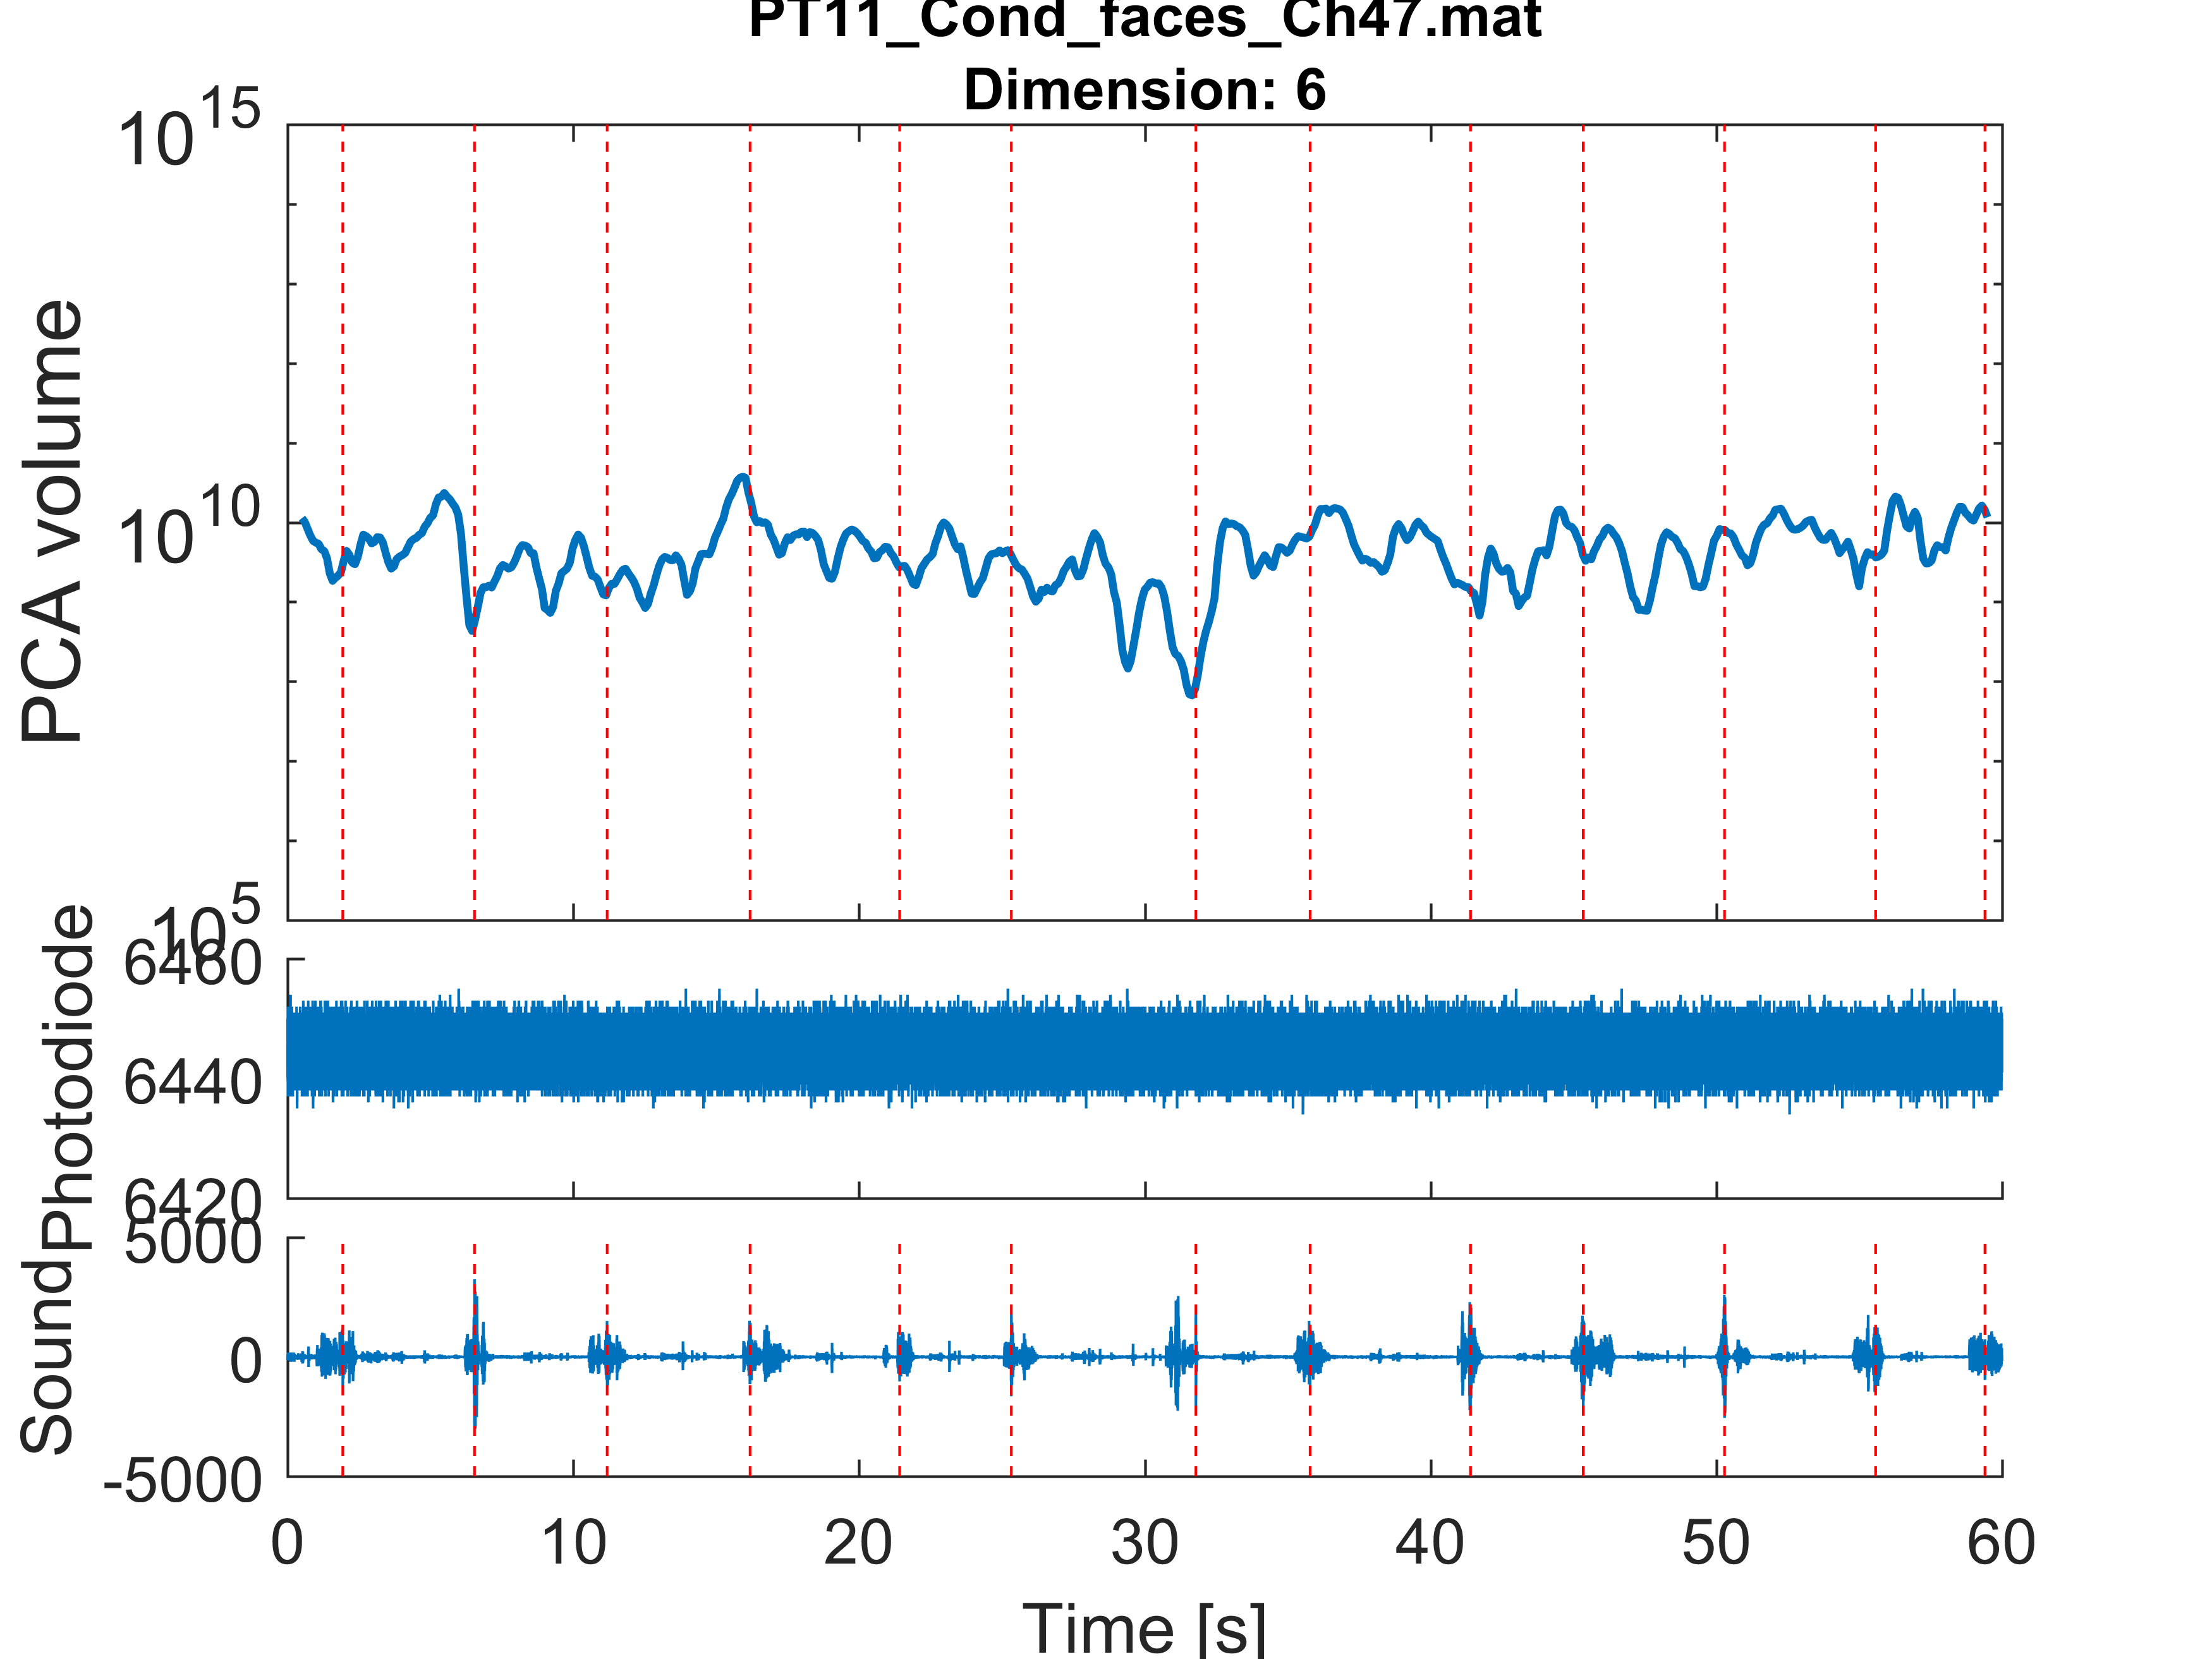 PT11_Cond_faces_Ch47.mat
Dimension: 6
10^15
10^10
10^5
PCA volume
6460
6440
6420
Photodiode
5000
0
-5000
Sound
0 10 20 30 40 50 60
Time [s]